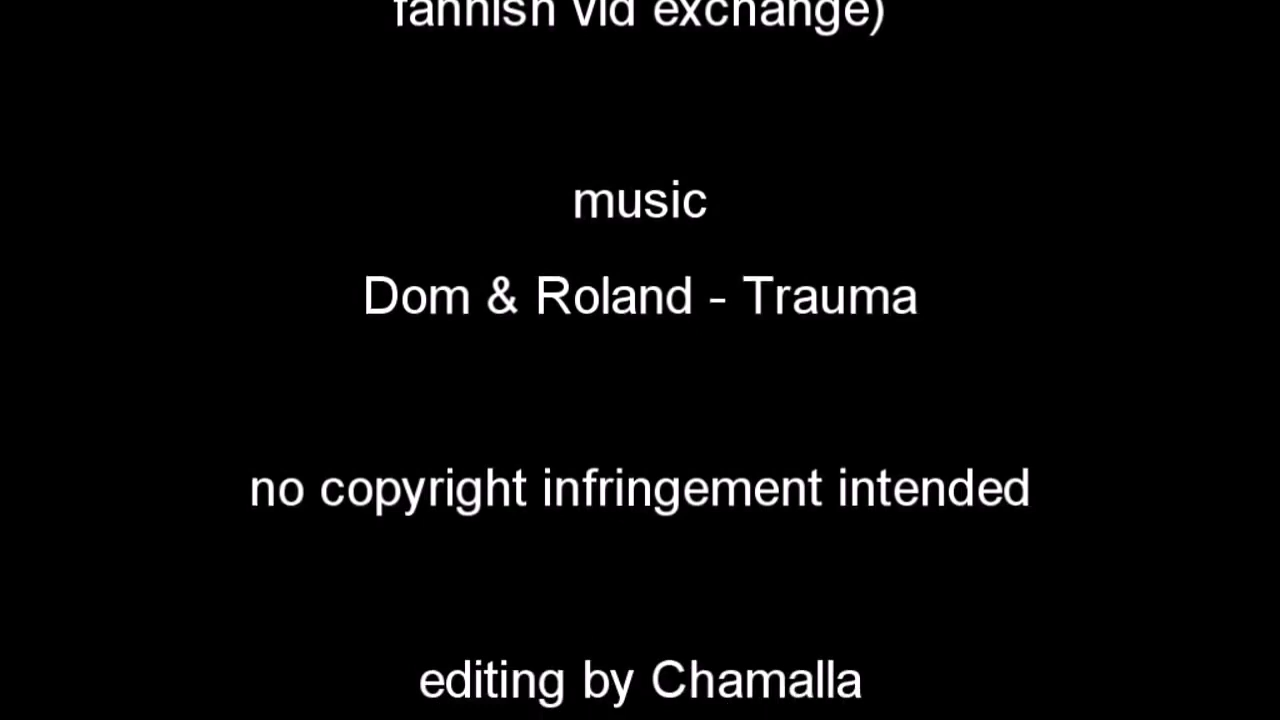 fannish vid exchange)
music
Dom & Roland - Trauma
no copyright infringement intended
editing by Chamalla